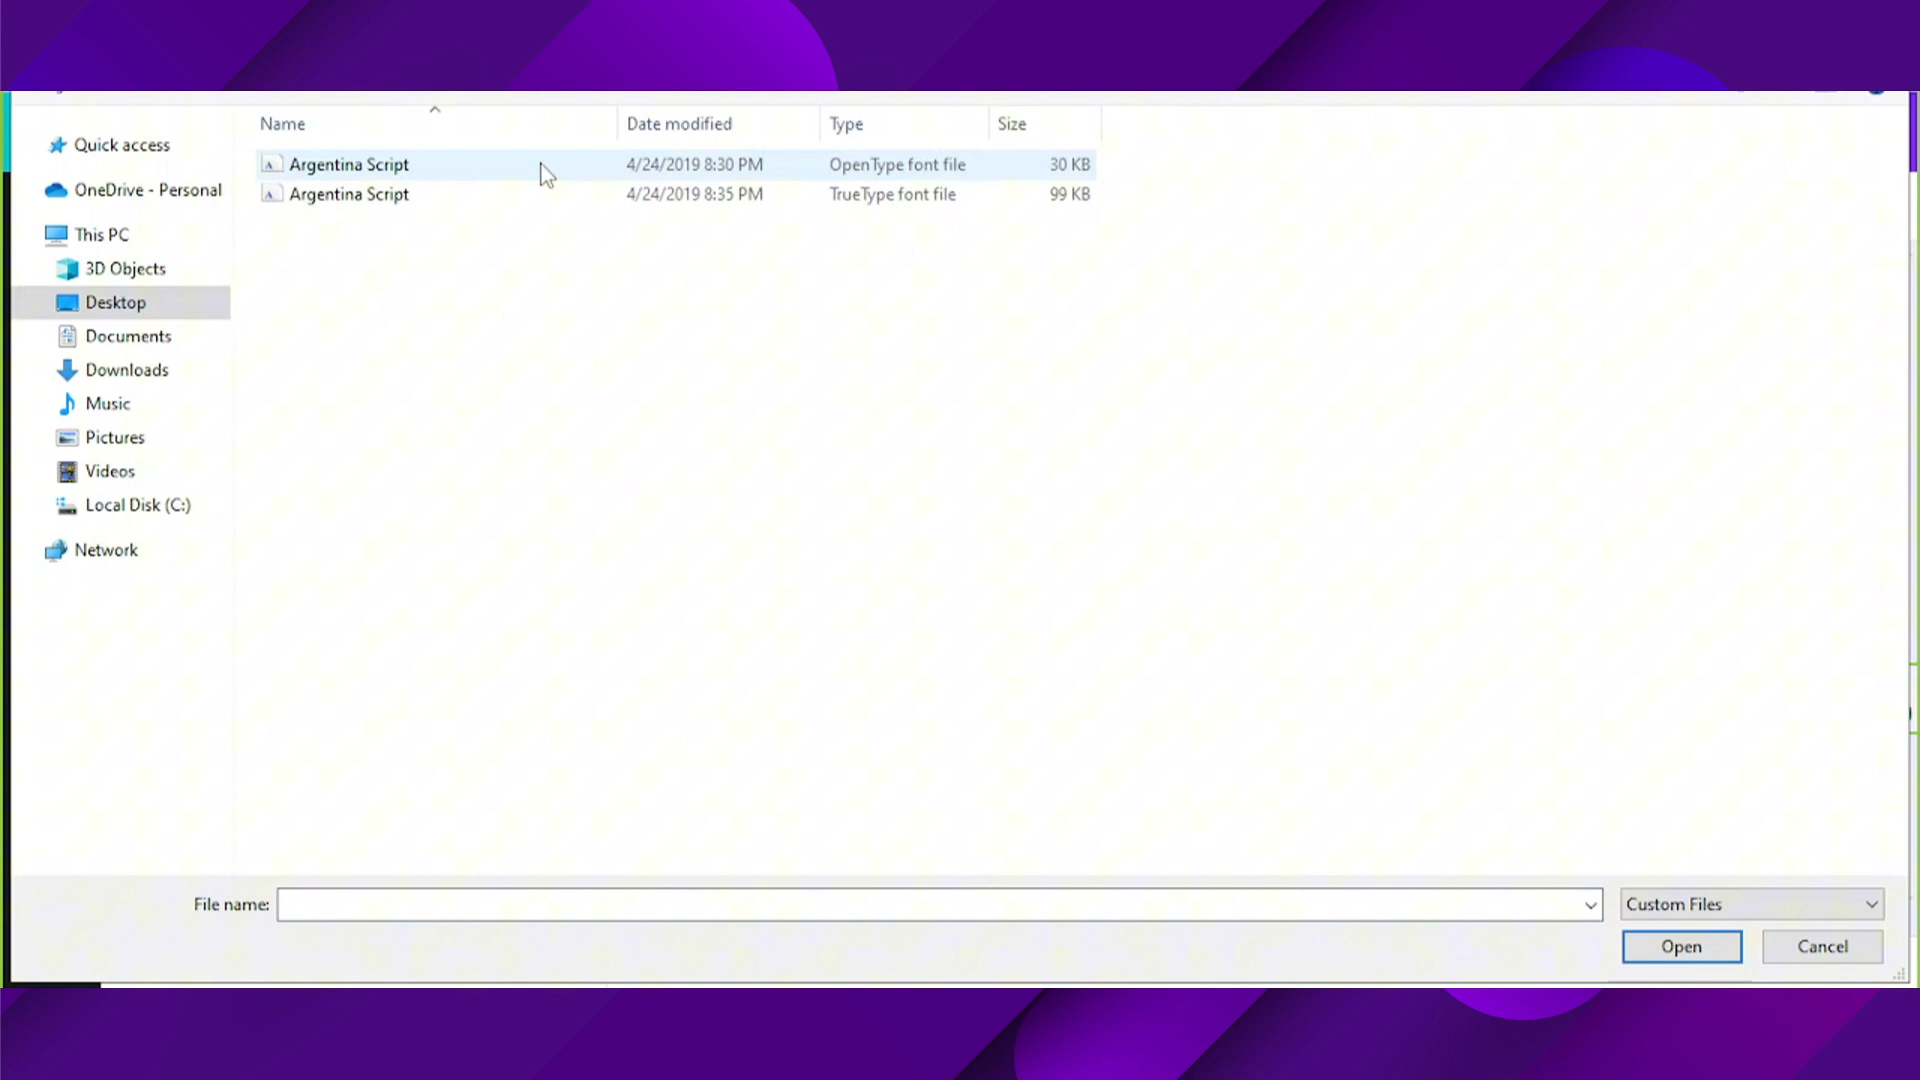 Name Date modified Type Size
Quick access
Argentina Script 4/24/2019 8:30 PM OpenType font file 30 KB
OneDrive - Personal
Argentina Script 4/24/2019 8:35 PM TrueType font file 99 KB
This PC
3D Objects
Desktop
Documents
Downloads
Music
Pictures
Videos
Local Disk (C:)
Network
File name: Custom Files
Open Cancel